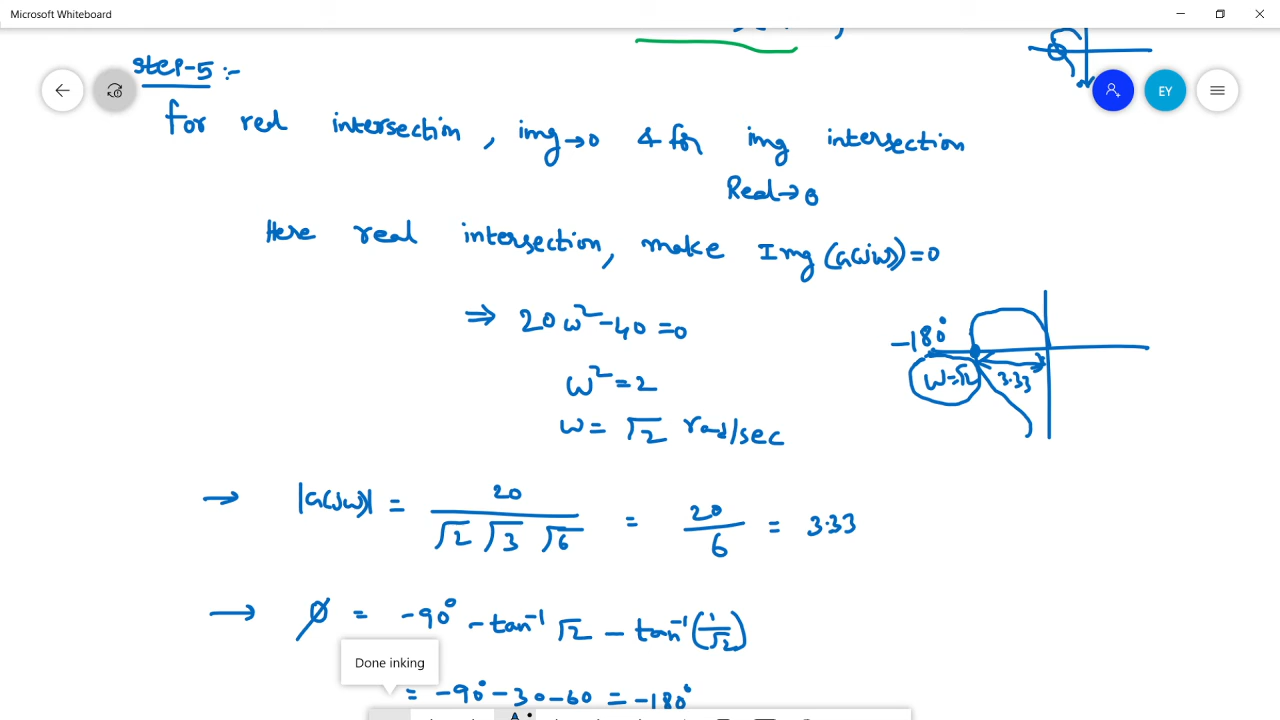 Microsoft Whiteboard
Step-5 :-
EY
for real intersection, img→0 & for img intersection
Real→0
Here real intersection, make Img (G(jω))=0
⇒ 20ω²-40=0
-180°
ω=√2 3.33
ω²=2
ω= √2 rad/sec
→ |G(jω)| = 20 / √2 √3 √6 = 20 / 6 = 3.33
→ ϕ = -90° - tan⁻¹ √2 - tan⁻¹(1/√2)
Done inking
= -90°-30-60 = -180°